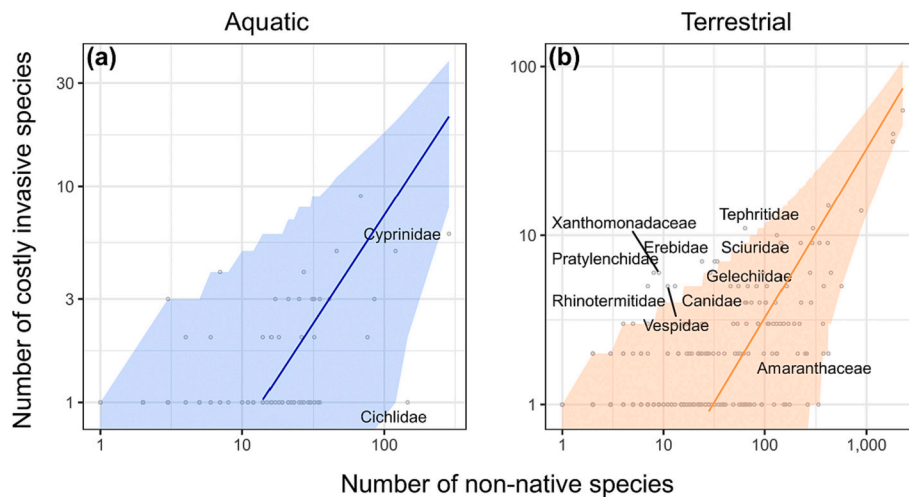 Aquatic
Terrestrial
(a)
(b)
Number of costly invasive species
30
10
3
1
Cyprinidae
Cichlidae
1
10
100
100
10
1
Xanthomonadaceae
Tephritidae
Erebidae
Sciuridae
Pratylenchidae
Gelechiidae
Rhinotermitidae
Canidae
Vespidae
Amaranthaceae
1
10
100
1,000
Number of non-native species